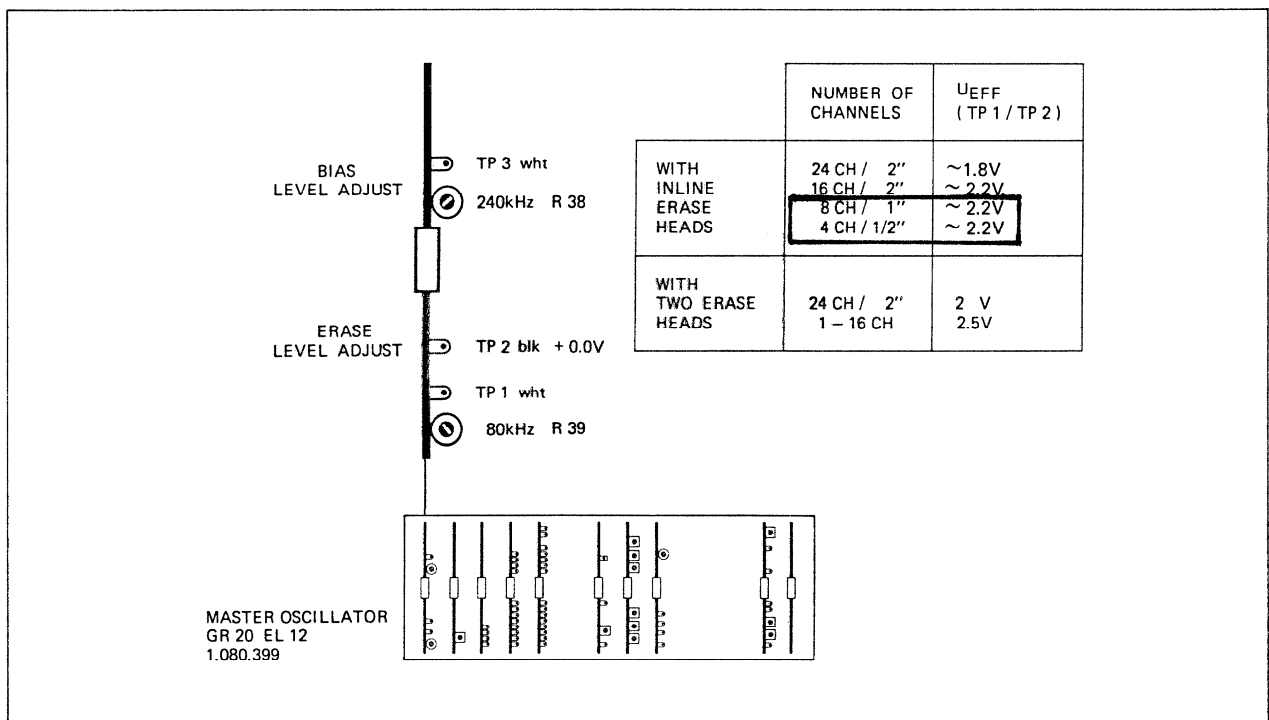 BIAS
LEVEL ADJUST
TP 3 wht
240kHz R 38
ERASE
LEVEL ADJUST
TP 2 blk + 0.0V
TP 1 wht
80kHz R 39
NUMBER OF CHANNELS
UEFF
( TP 1 / TP 2 )
WITH INLINE ERASE HEADS
24 CH / 2" ~1.8V
16 CH / 2" ~ 2.2V
8 CH / 1" ~ 2.2V
4 CH / 1/2" ~ 2.2V
WITH TWO ERASE HEADS
24 CH / 2" 2 V
1 – 16 CH 2.5V
MASTER OSCILLATOR
GR 20 EL 12
1.080.399